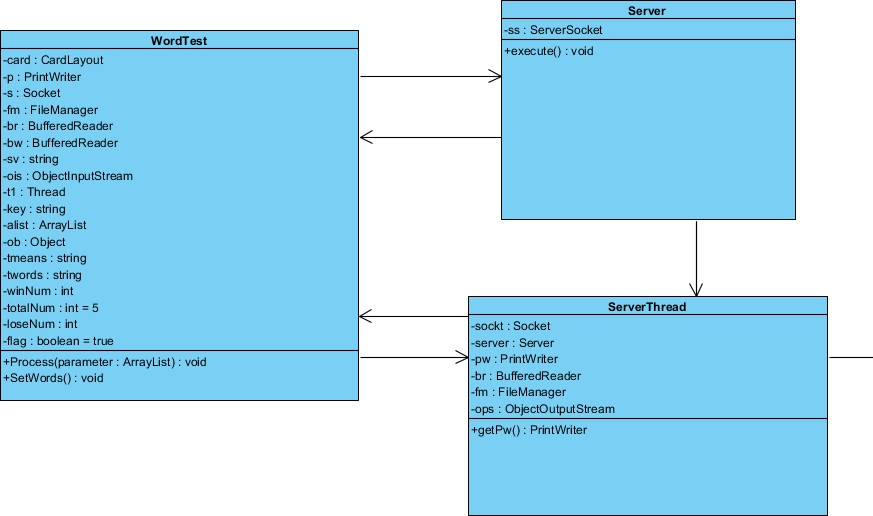 WordTest
-card : CardLayout
-p : PrintWriter
-s : Socket
-fm : FileManager
-br : BufferedReader
-bw : BufferedReader
-sv : string
-ois : ObjectInputStream
-t1 : Thread
-key : string
-alist : ArrayList
-ob : Object
-tmeans : string
-twords : string
-winNum : int
-totalNum : int = 5
-loseNum : int
-flag : boolean = true
+Process(parameter : ArrayList) : void
+SetWords() : void
Server
-ss : ServerSocket
+execute() : void
ServerThread
-sockt : Socket
-server : Server
-pw : PrintWriter
-br : BufferedReader
-fm : FileManager
-ops : ObjectOutputStream
+getPw() : PrintWriter